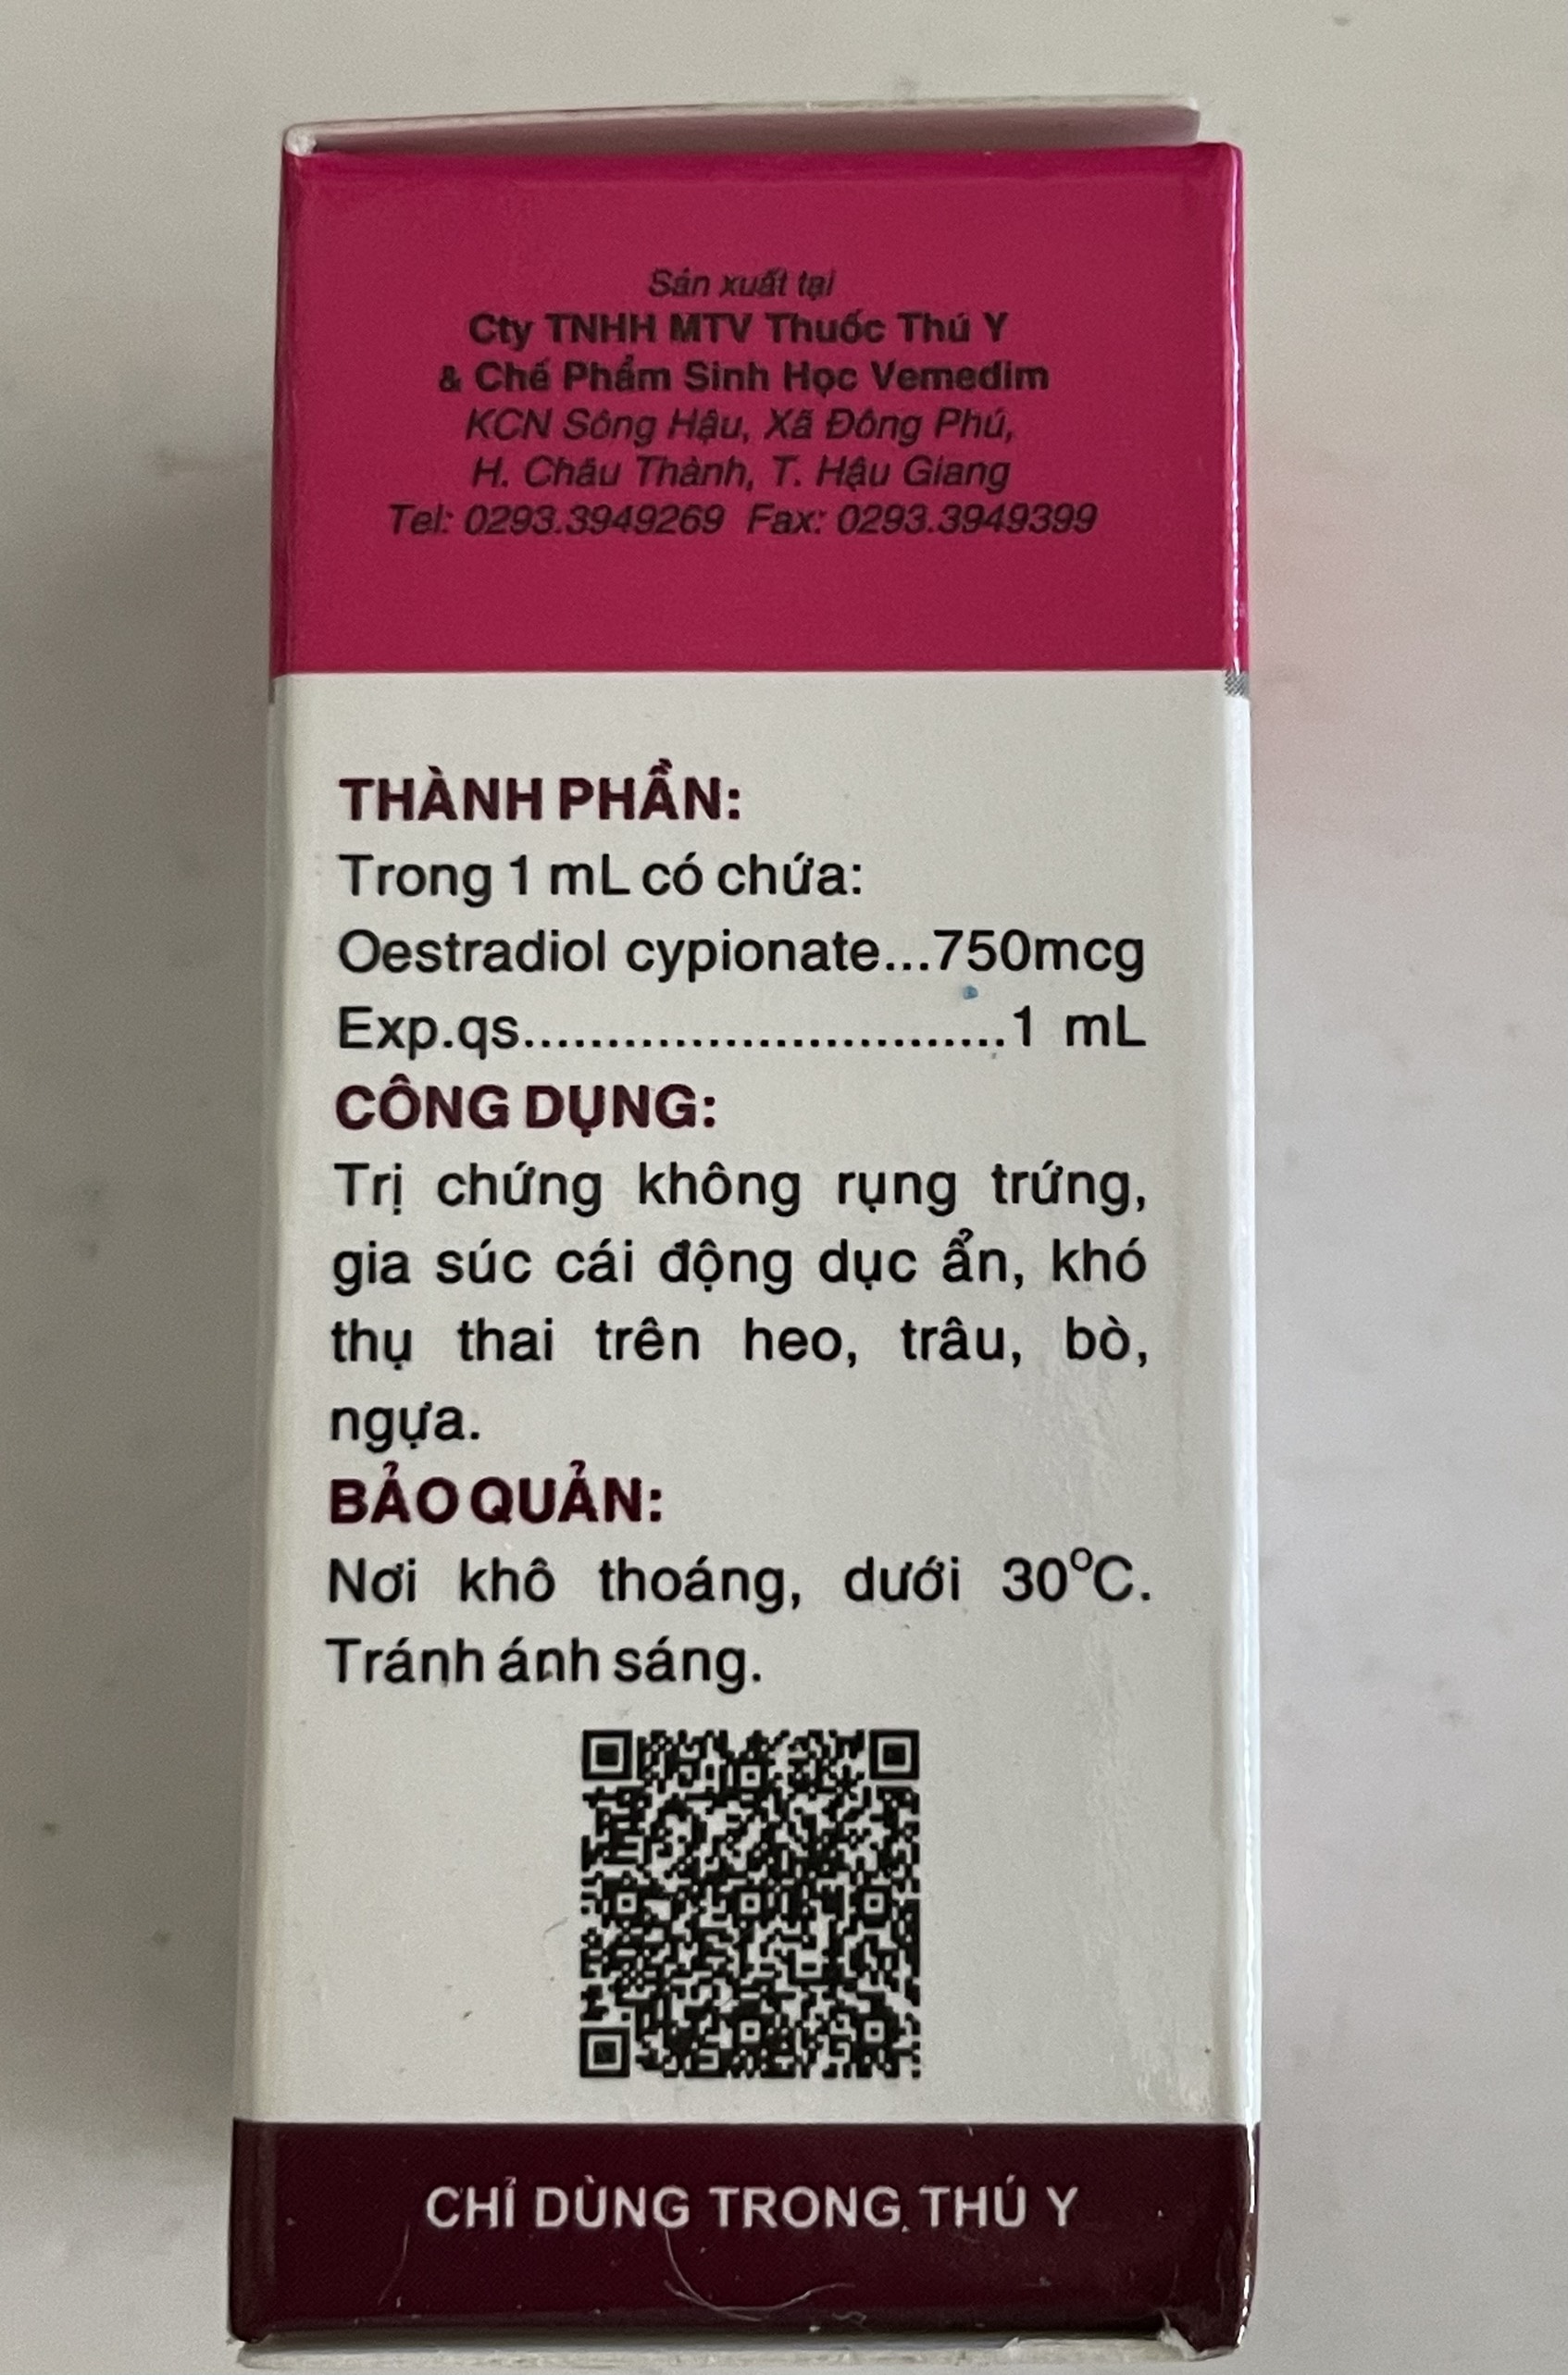 Sản xuất tại
Cty TNHH MTV Thuốc Thú Y
& Chế Phẩm Sinh Học Vemedim
KCN Sông Hậu, Xã Đông Phú,
H. Châu Thành, T. Hậu Giang
Tel: 0293.3949269 Fax: 0293.3949399
THÀNH PHẦN:
Trong 1 mL có chứa:
Oestradiol cypionate...750mcg
Exp.qs.............................1 mL
CÔNG DỤNG:
Trị chứng không rụng trứng,
gia súc cái động dục ẩn, khó
thụ thai trên heo, trâu, bò,
ngựa.
BẢO QUẢN:
Nơi khô thoáng, dưới 30°C.
Tránh ánh sáng.
CHỈ DÙNG TRONG THÚ Y